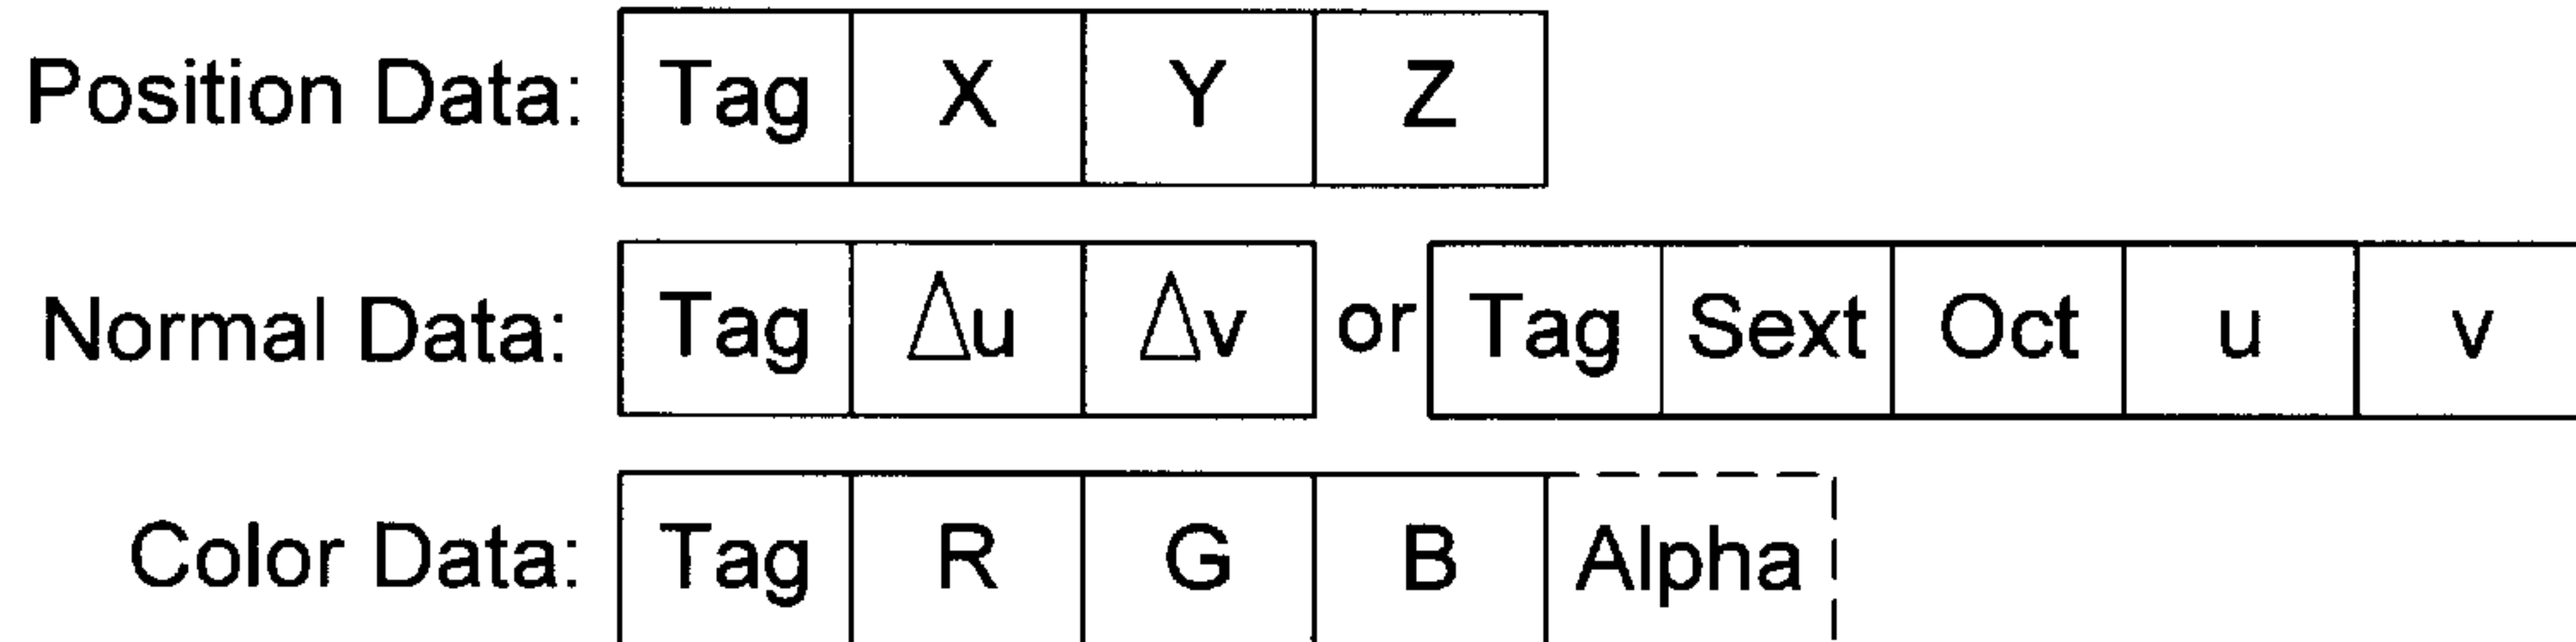 Position Data: Tag X Y Z
Normal Data: Tag Δu Δv or Tag Sext Oct u v
Color Data: Tag R G B Alpha